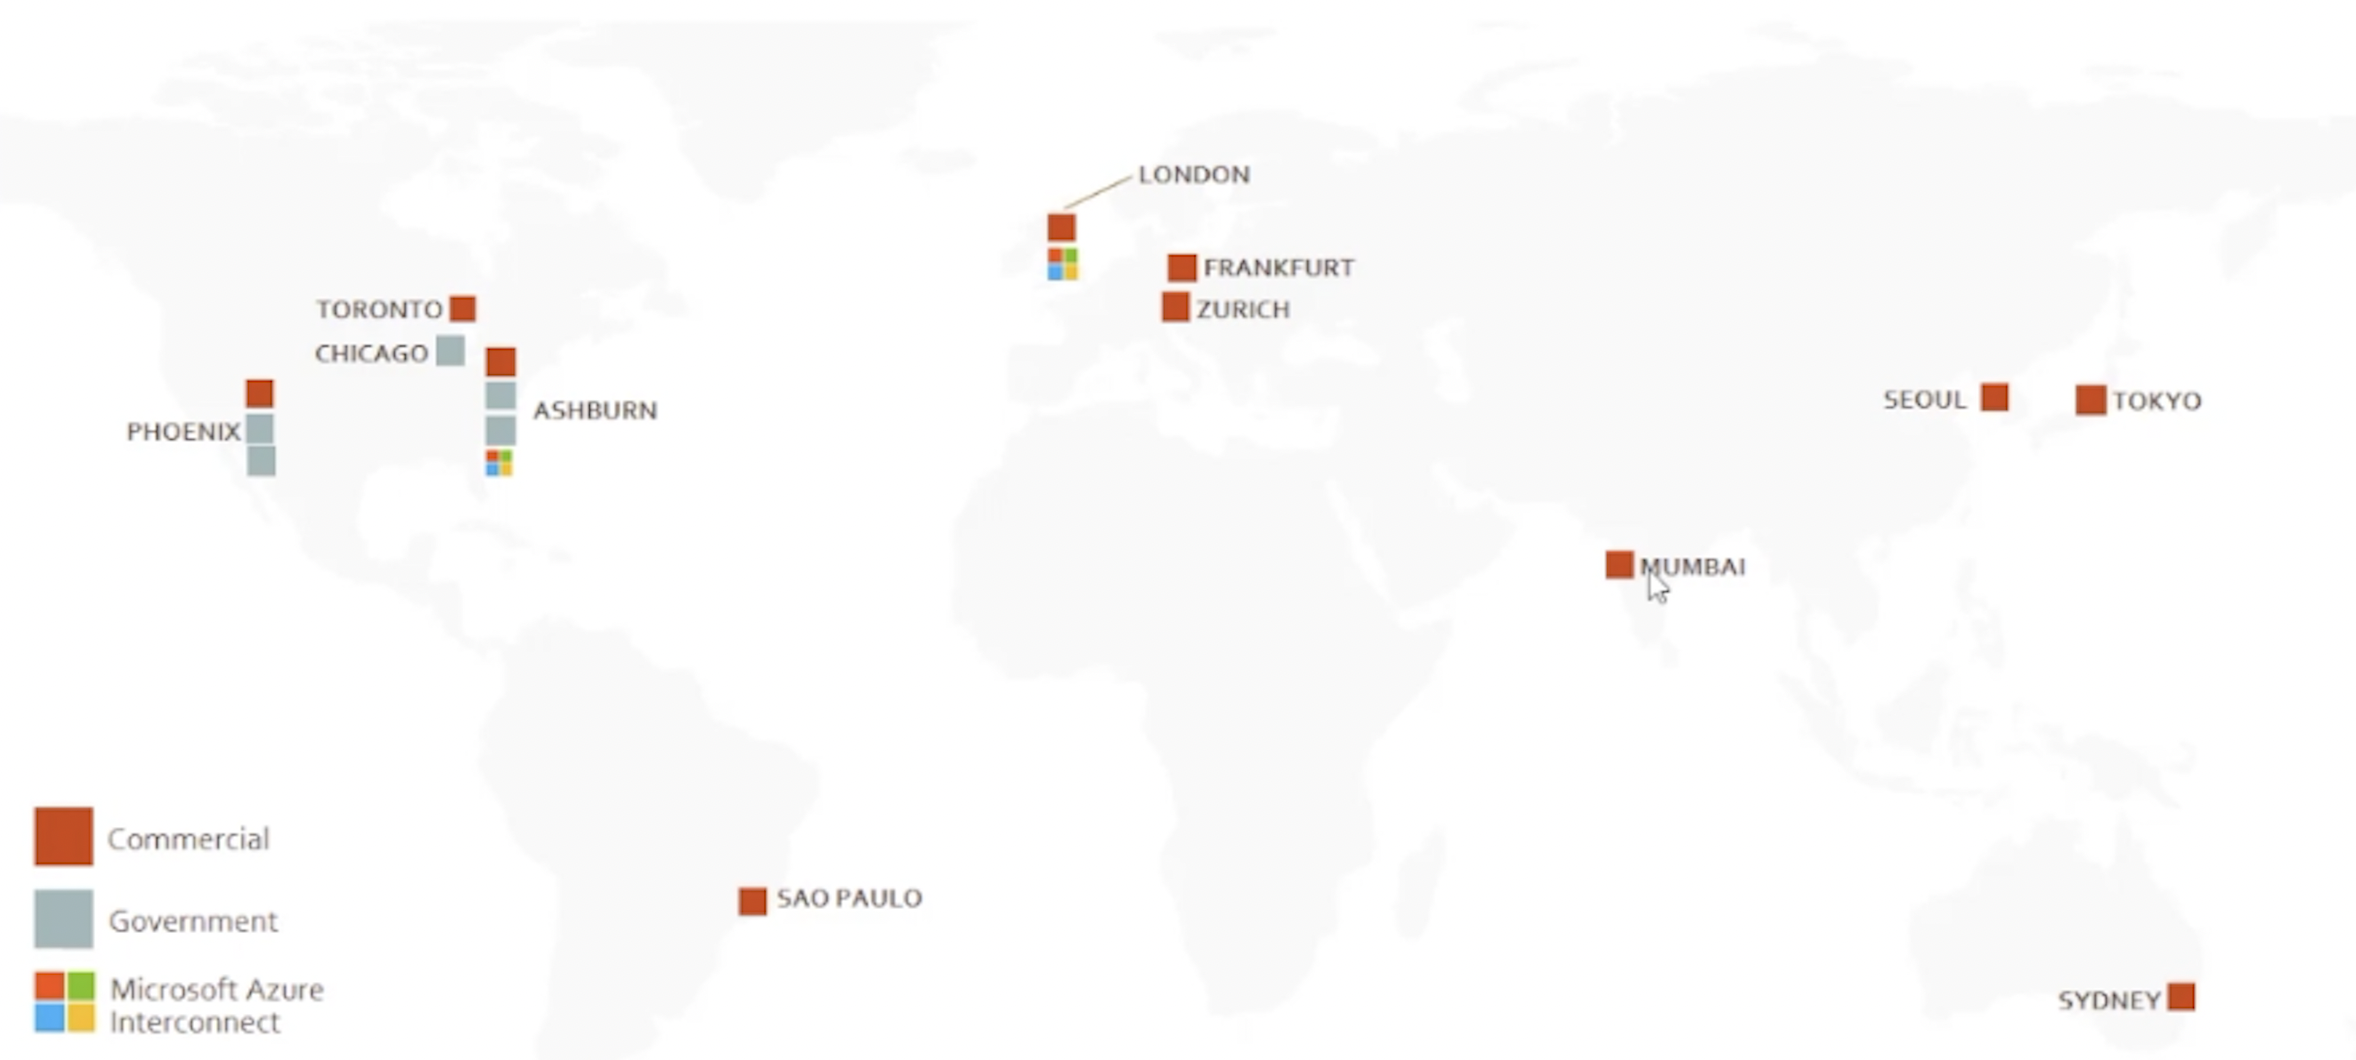 LONDON
FRANKFURT
ZURICH
TORONTO
CHICAGO
ASHBURN
PHOENIX
SEOUL
TOKYO
MUMBAI
SAO PAULO
SYDNEY
Commercial
Government
Microsoft Azure
Interconnect